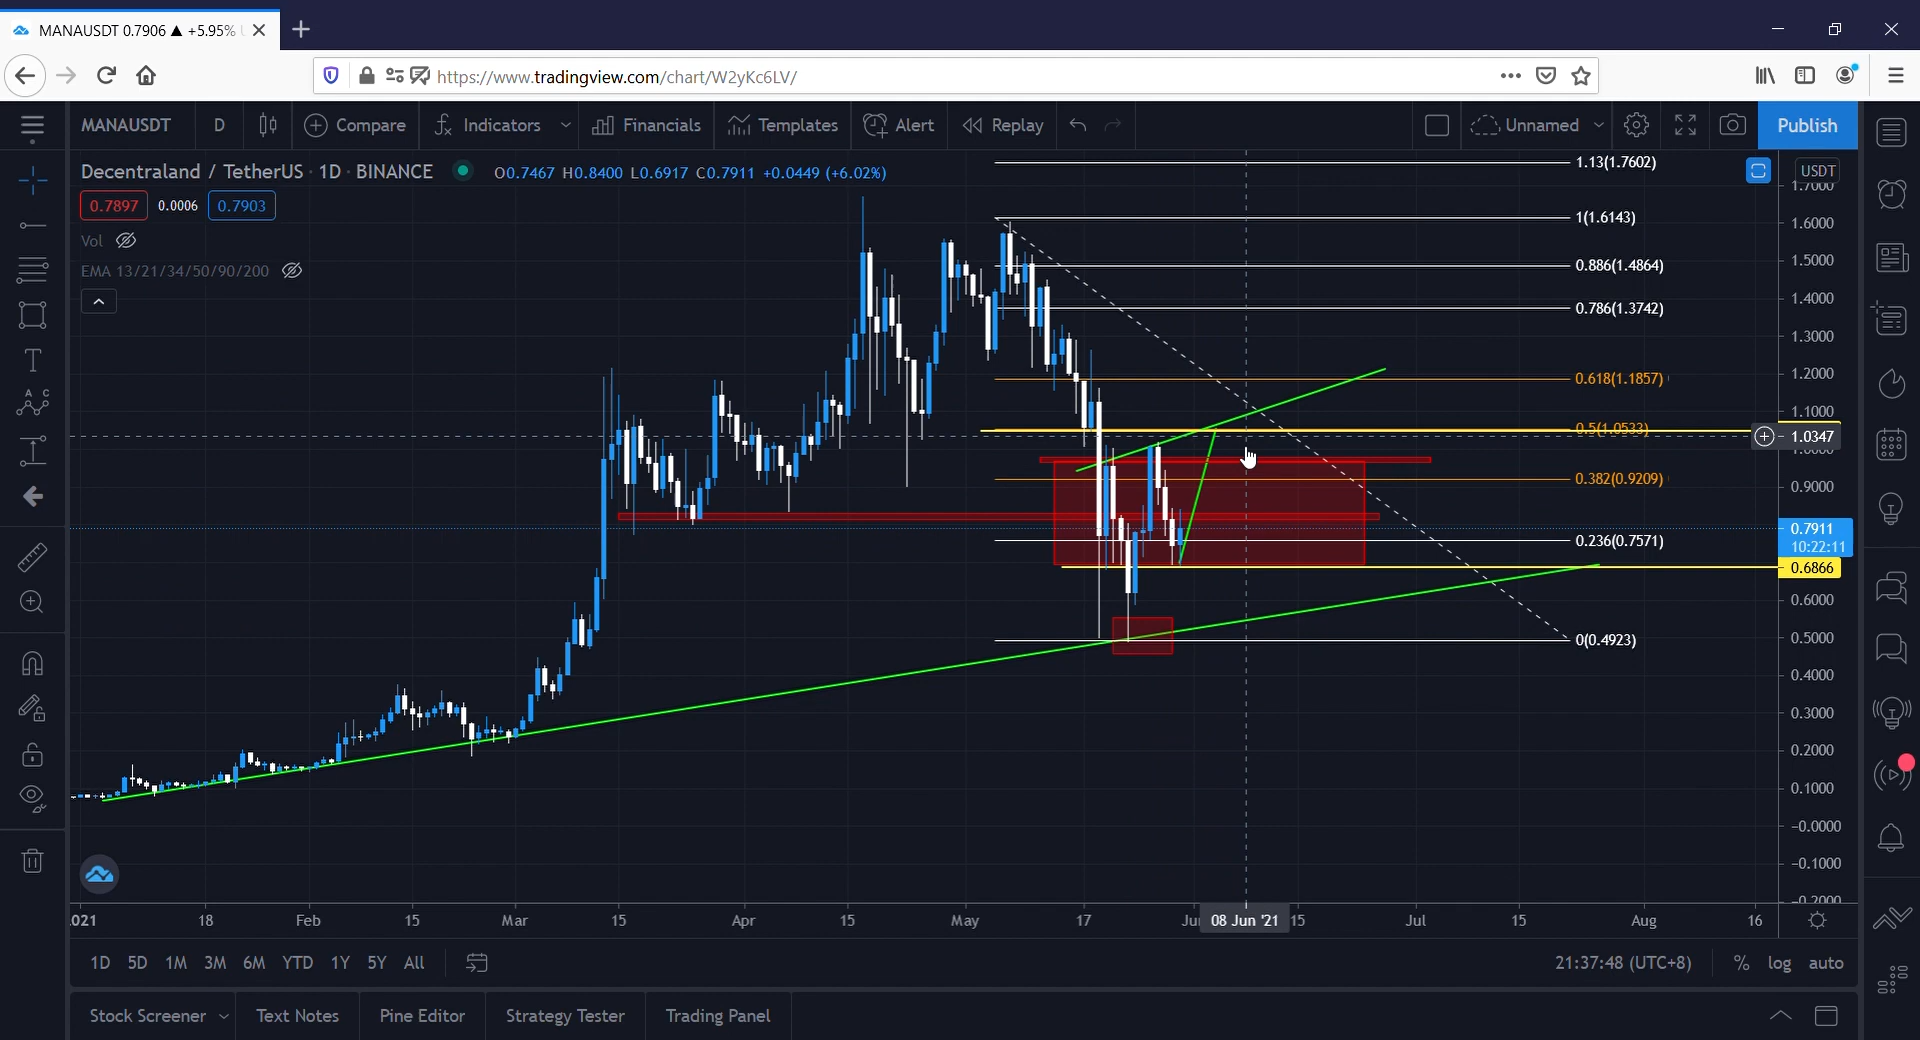 MANAUSDT 0.7906 ▲ +5.95%
https://www.tradingview.com/chart/W2yKc6LV/
MANAUSDT D Compare Indicators Financials Templates Alert Replay Unnamed Publish
Decentraland / TetherUS · 1D · BINANCE O0.7467 H0.8400 L0.6917 C0.7911 +0.0449 (+6.02%)
0.7897 0.0006 0.7903
Vol
EMA 13/21/34/50/90/200
USDT
1.13(1.7602)
1(1.6143)
0.886(1.4864)
0.786(1.3742)
0.618(1.1857)
0.5(1.0533)
0.382(0.9209)
0.236(0.7571)
0(0.4923)
1.7000
1.6000
1.5000
1.4000
1.3000
1.2000
1.1000
1.0347
1.0000
0.9000
0.7911
10:22:11
0.6866
0.6000
0.5000
0.4000
0.3000
0.2000
0.1000
-0.0000
-0.1000
-0.2000
18 Feb 15 Mar 15 Apr 15 May 17 08 Jun '21 15 Jul 15 Aug 16
1D 5D 1M 3M 6M YTD 1Y 5Y All 21:37:48 (UTC+8) % log auto
Stock Screener Text Notes Pine Editor Strategy Tester Trading Panel